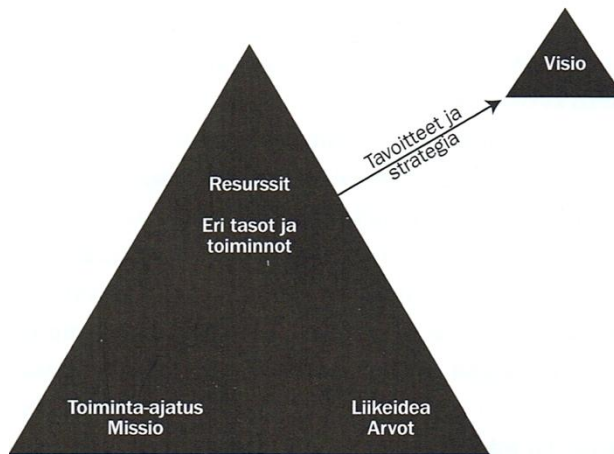 Visio
Tavoitteet ja
strategia
Resurssit
Eri tasot ja
toiminnot
Toiminta-ajatus
Missio
Liikeidea
Arvot